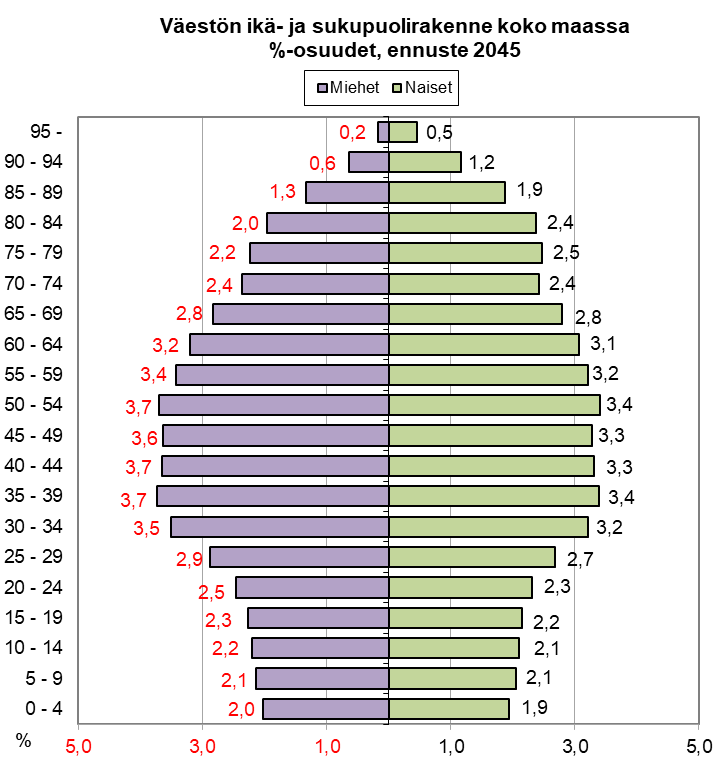 Väestön ikä- ja sukupuolirakenne koko maassa
%-osuudet, ennuste 2045
Miehet Naiset
95 - 0,2 0,5
90 - 94 0,6 1,2
85 - 89 1,3 1,9
80 - 84 2,0 2,4
75 - 79 2,2 2,5
70 - 74 2,4 2,4
65 - 69 2,8 2,8
60 - 64 3,2 3,1
55 - 59 3,4 3,2
50 - 54 3,7 3,4
45 - 49 3,6 3,3
40 - 44 3,7 3,3
35 - 39 3,7 3,4
30 - 34 3,5 3,2
25 - 29 2,9 2,7
20 - 24 2,5 2,3
15 - 19 2,3 2,2
10 - 14 2,2 2,1
5 - 9 2,1 2,1
0 - 4 2,0 1,9
% 5,0 3,0 1,0 1,0 3,0 5,0